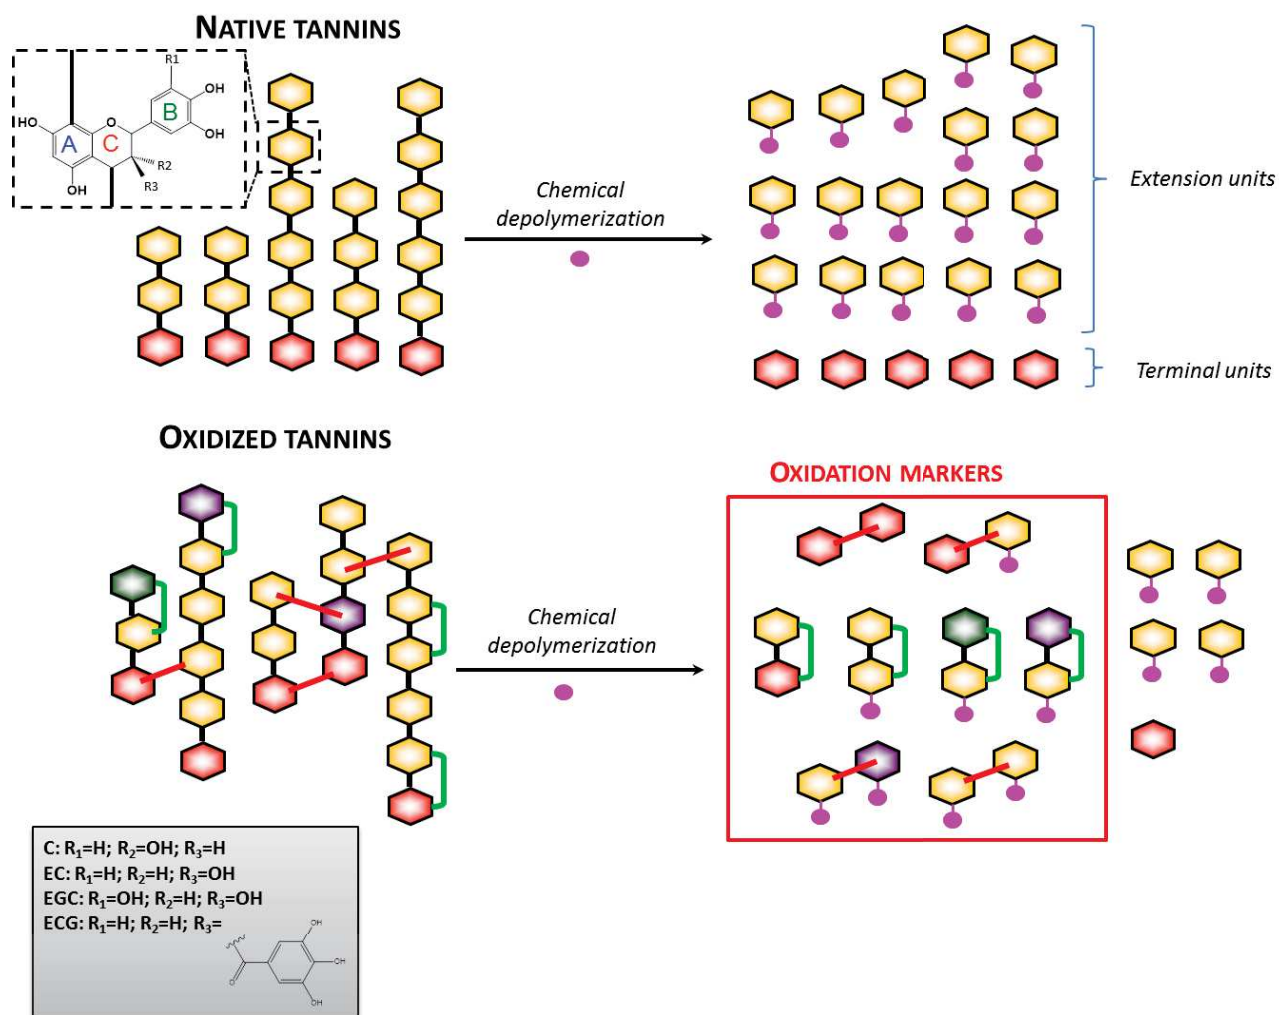 NATIVE TANNINS
R1
OH
B
HO
O
OH
A
C
R2
R3
OH
Chemical
depolymerization
Extension units
Terminal units
OXIDIZED TANNINS
OXIDATION MARKERS
Chemical
depolymerization
C: R₁=H; R₂=OH; R₃=H
EC: R₁=H; R₂=H; R₃=OH
EGC: R₁=OH; R₂=H; R₃=OH
ECG: R₁=H; R₂=H; R₃=
OH
OH
O
OH